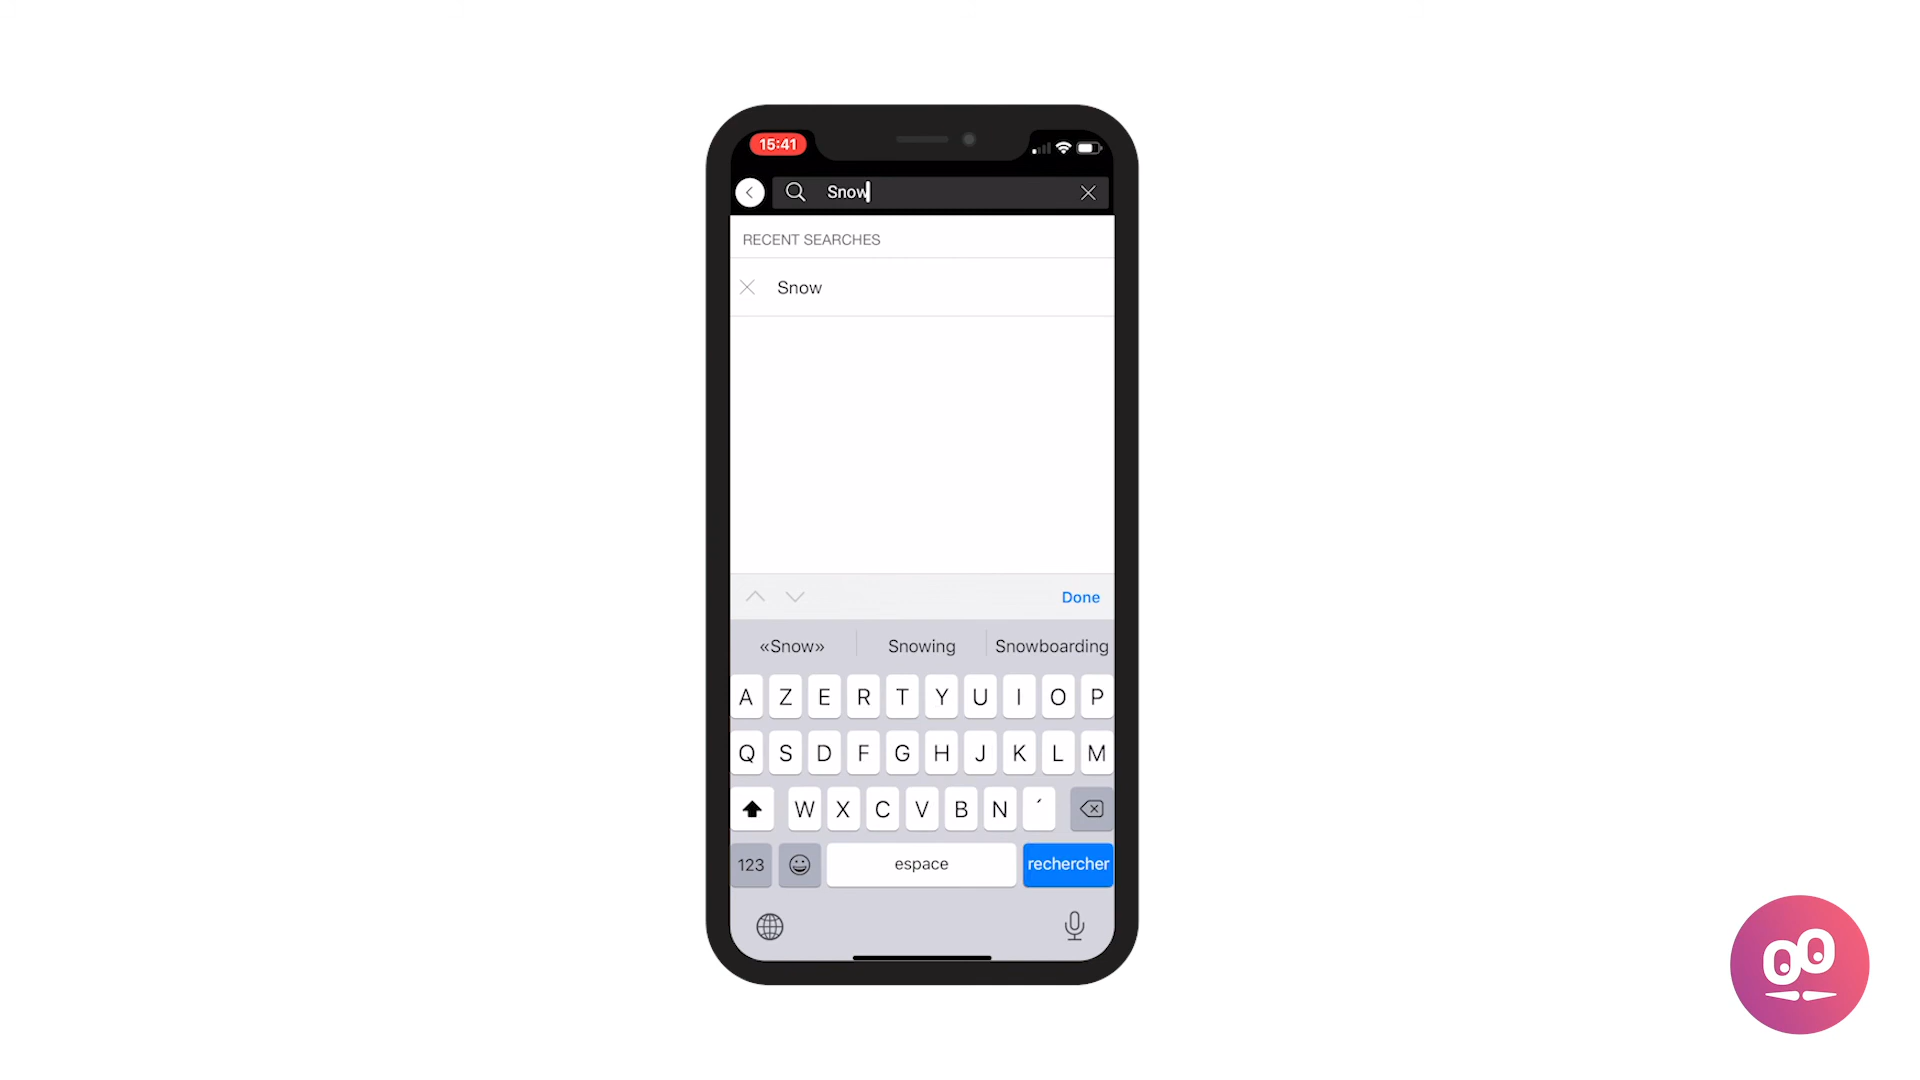 15:41
Snow
RECENT SEARCHES
Snow
Done
«Snow» Snowing Snowboarding
A Z E R T Y U I O P
Q S D F G H J K L M
W X C V B N ´
123 espace rechercher